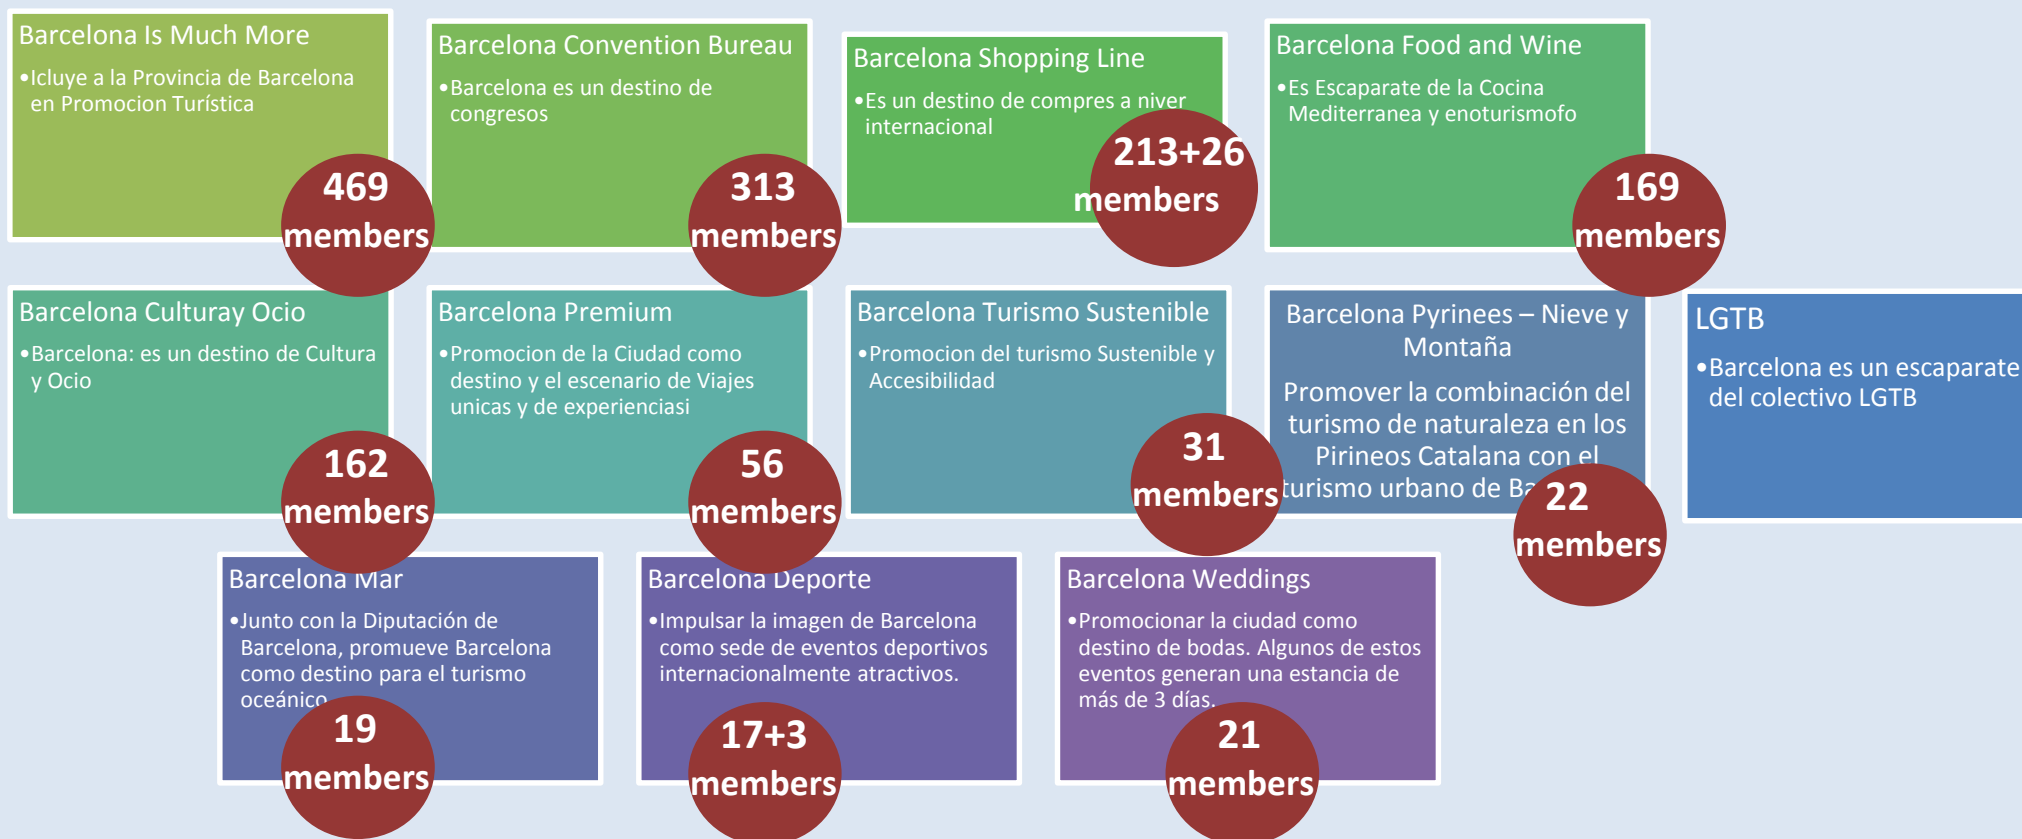 Barcelona Is Much More
•Icluye a la Provincia de Barcelona
en Promocion Turística
469
members
Barcelona Convention Bureau
•Barcelona es un destino de
congresos
313
members
Barcelona Shopping Line
•Es un destino de compres a niver
internacional
213+26
members
Barcelona Food and Wine
•Es Escaparate de la Cocina
Mediterranea y enoturismofo
169
members
Barcelona Culturay Ocio
•Barcelona: es un destino de Cultura
y Ocio
162
members
Barcelona Premium
•Promocion de la Ciudad como
destino y el escenario de Viajes
unicas y de experienciasi
56
members
Barcelona Turismo Sustenible
•Promocion del turismo Sustenible y
Accesibilidad
31
members
Barcelona Pyrinees – Nieve y
Montaña
Promover la combinación del
turismo de naturaleza en los
Pirineos Catalana con el
turismo urbano de
22
members
LGTB
•Barcelona es un escaparate
del colectivo LGTB
Barcelona Mar
•Junto con la Diputación de
Barcelona, promueve Barcelona
como destino para el turismo
oceánico
19
members
Barcelona Deporte
•Impulsar la imagen de Barcelona
como sede de eventos deportivos
internacionalmente atractivos.
17+3
members
Barcelona Weddings
•Promocionar la ciudad como
destino de bodas. Algunos de estos
eventos generan una estancia de
más de 3 días.
21
members